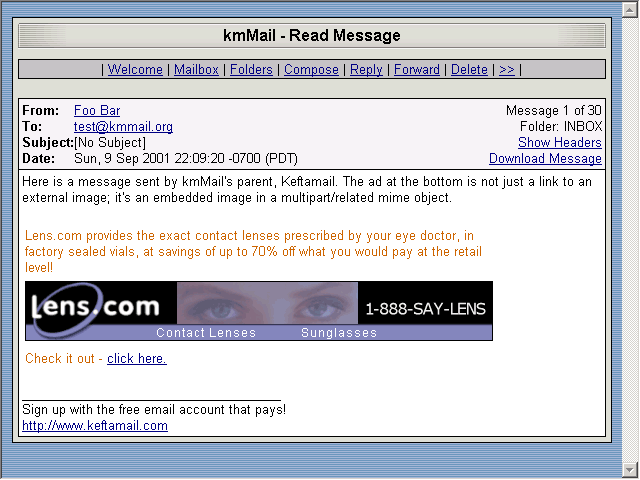 kmMail - Read Message
| Welcome | Mailbox | Folders | Compose | Reply | Forward | Delete | >> |
From: Foo Bar Message 1 of 30
To: test@kmmail.org Folder: INBOX
Subject:[No Subject] Show Headers
Date: Sun, 9 Sep 2001 22:09:20 -0700 (PDT) Download Message
Here is a message sent by kmMail's parent, Keftamail. The ad at the bottom is not just a link to an
external image; it's an embedded image in a multipart/related mime object.
Lens.com provides the exact contact lenses prescribed by your eye doctor, in
factory sealed vials, at savings of up to 70% off what you would pay at the retail
level!
Lens.com 1-888-SAY-LENS
Contact Lenses Sunglasses
Check it out - click here.
Sign up with the free email account that pays!
http://www.keftamail.com